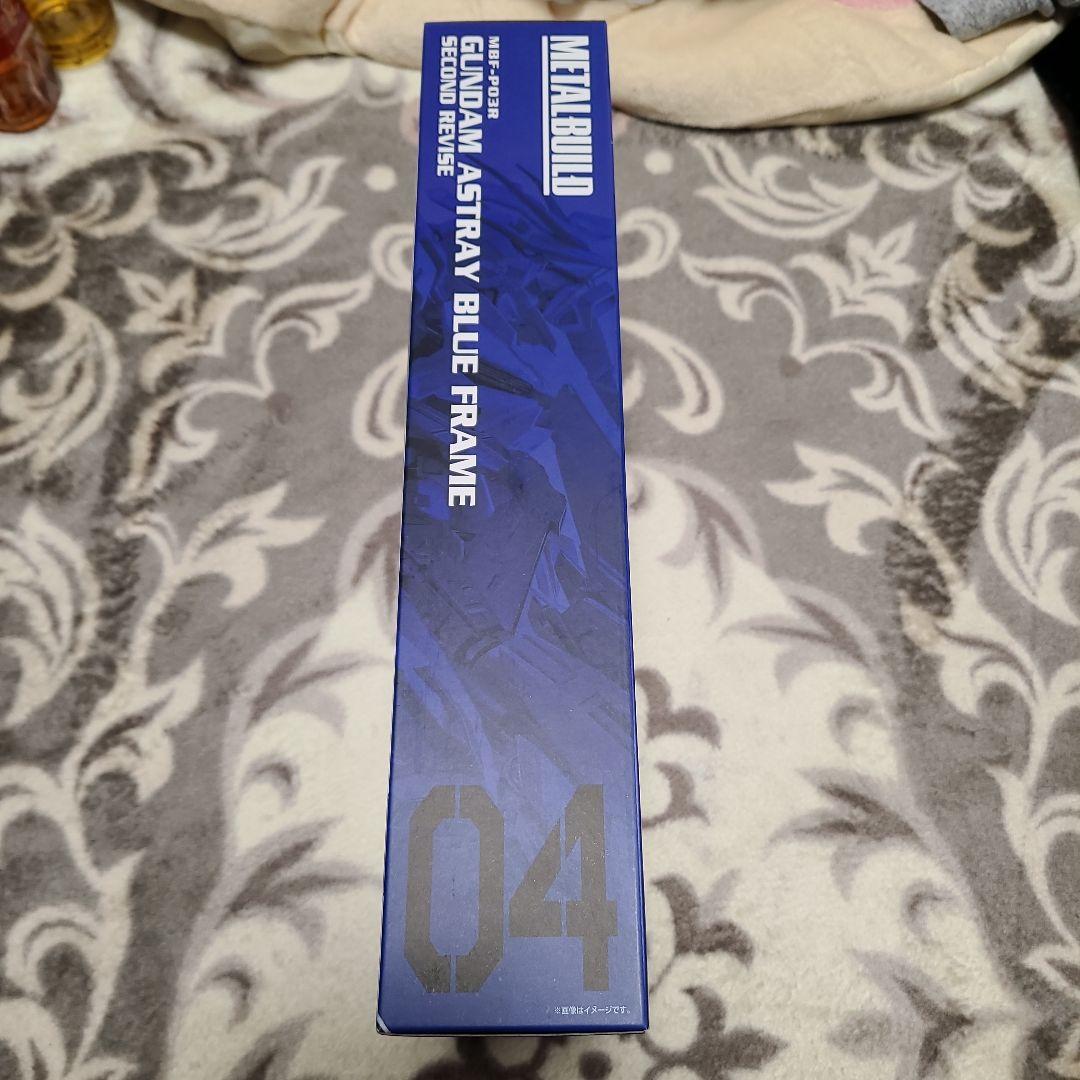 METAL BUILD
MBF-P03R
GUNDAM ASTRAY BLUE FRAME
SECOND REVISE
04
※画像はイメージです。